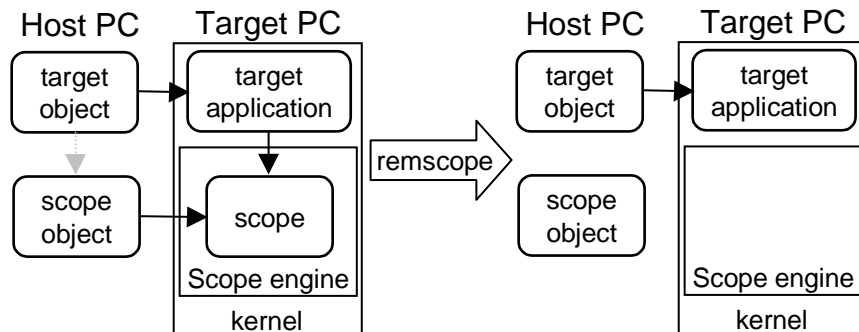 Host PC
Target PC
target
object
target
application
scope
object
scope
Scope engine
kernel
remscope
Host PC
Target PC
target
object
target
application
scope
object
Scope engine
kernel